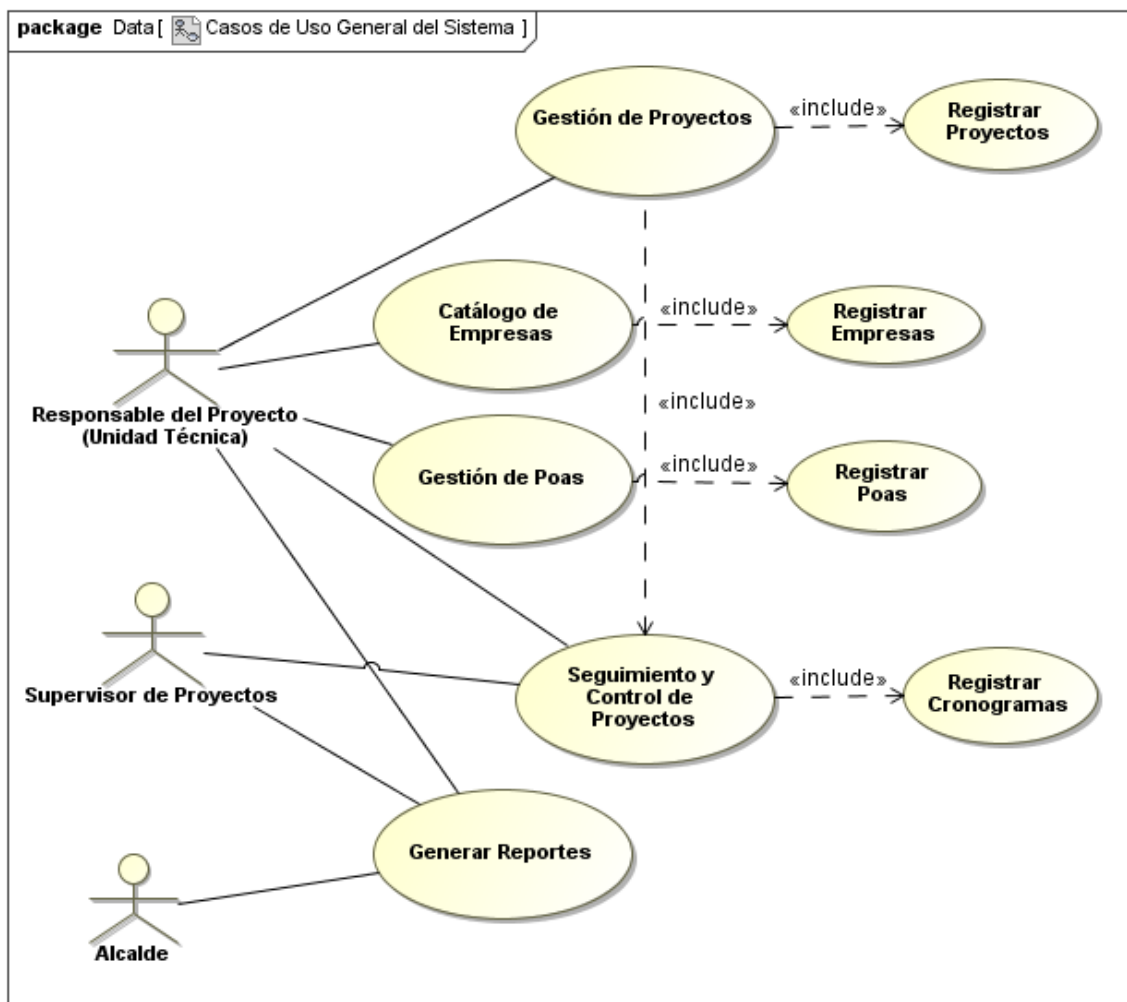 package Data [ Casos de Uso General del Sistema ]
Gestión de Proyectos
«include»
Registrar
Proyectos
Catálogo de
Empresas
«include»
Registrar
Empresas
Responsable del Proyecto
(Unidad Técnica)
«include»
Gestión de Poas
«include»
Registrar
Poas
Supervisor de Proyectos
Seguimiento y
Control de
Proyectos
«include»
Registrar
Cronogramas
Generar Reportes
Alcalde